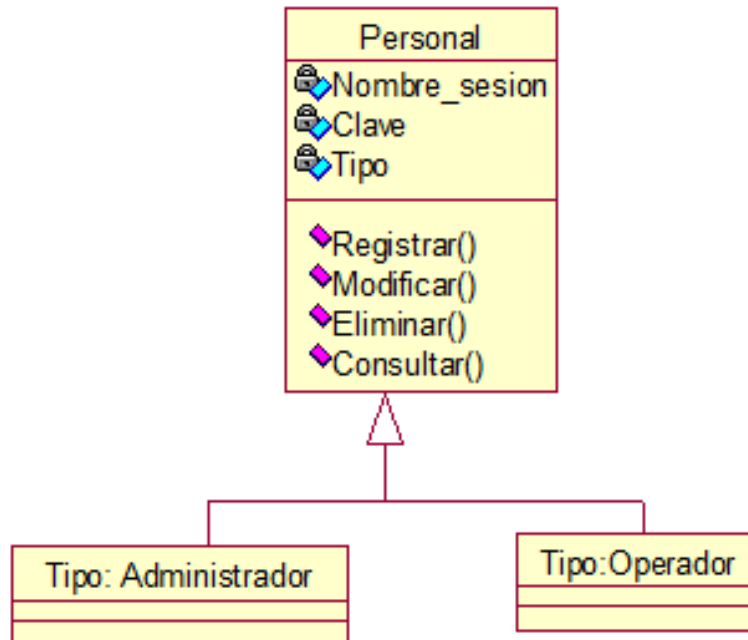 Personal
Nombre_sesion
Clave
Tipo
Registrar()
Modificar()
Eliminar()
Consultar()
Tipo: Administrador
Tipo:Operador